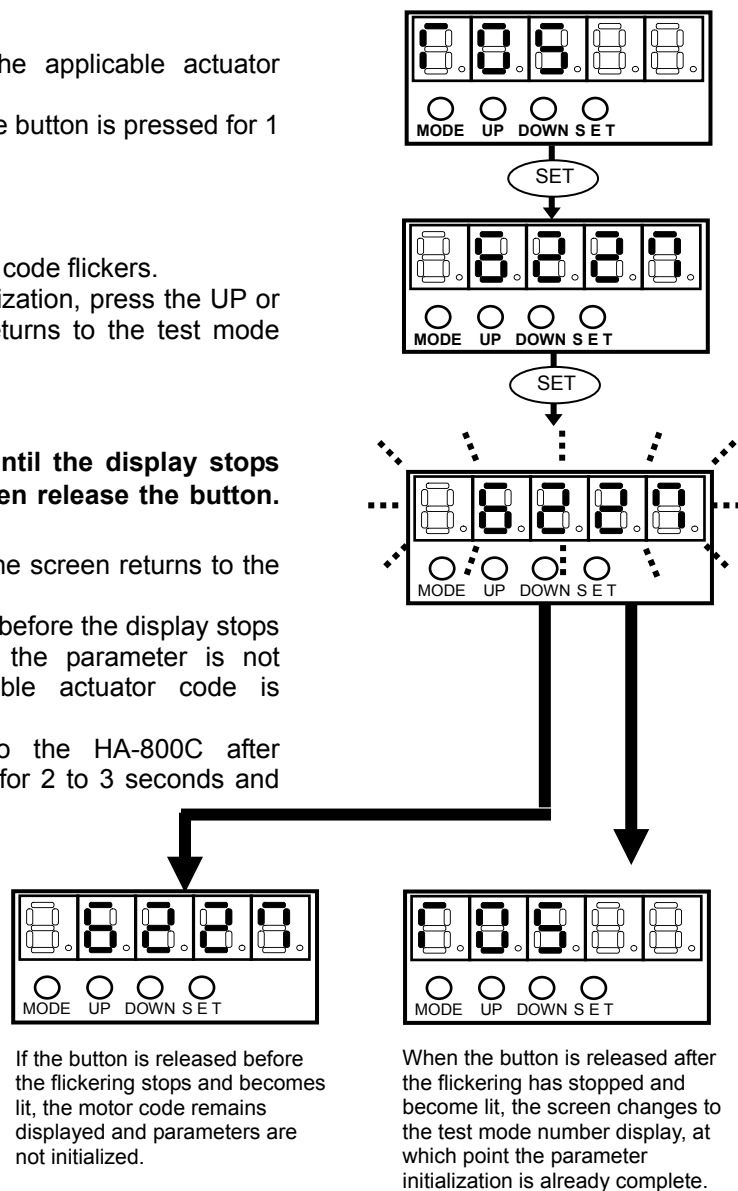 he applicable actuator
e button is pressed for 1
MODE UP DOWN SET
SET
code flickers.
ization, press the UP or
eturns to the test mode
MODE UP DOWN SET
SET
ntil the display stops
en release the button.
he screen returns to the
before the display stops
the parameter is not
ble actuator code is
o the HA-800C after
for 2 to 3 seconds and
MODE UP DOWN SET
MODE UP DOWN SET
If the button is released before
the flickering stops and becomes
lit, the motor code remains
displayed and parameters are
not initialized.
MODE UP DOWN SET
When the button is released after
the flickering has stopped and
become lit, the screen changes to
the test mode number display, at
which point the parameter
initialization is already complete.